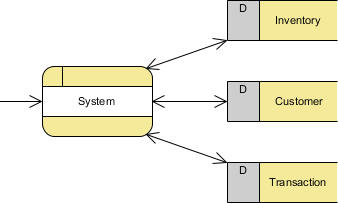 D
Inventory
System
D
Customer
D
Transaction